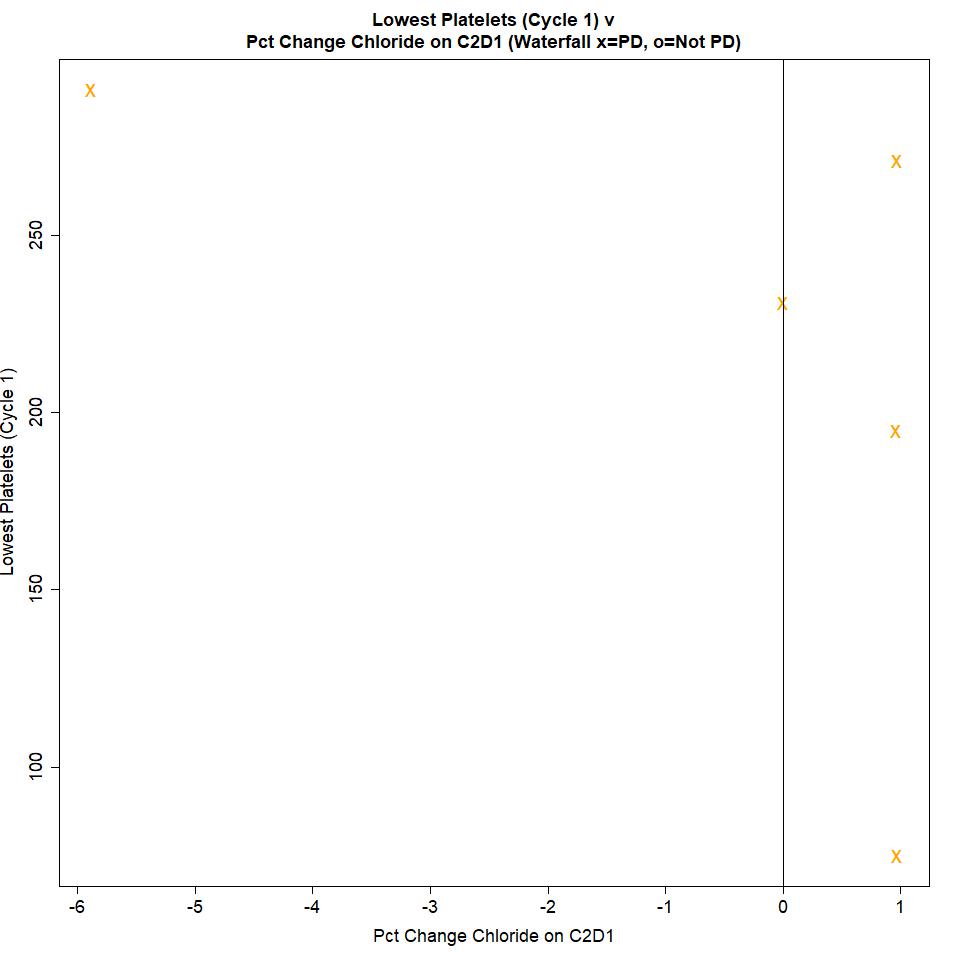 Lowest Platelets (Cycle 1) v
Pct Change Chloride on C2D1 (Waterfall x=PD, o=Not PD)
Lowest Platelets (Cycle 1)
250
200
150
100
X
X
X
X
X
-6 -5 -4 -3 -2 -1 0 1
Pct Change Chloride on C2D1